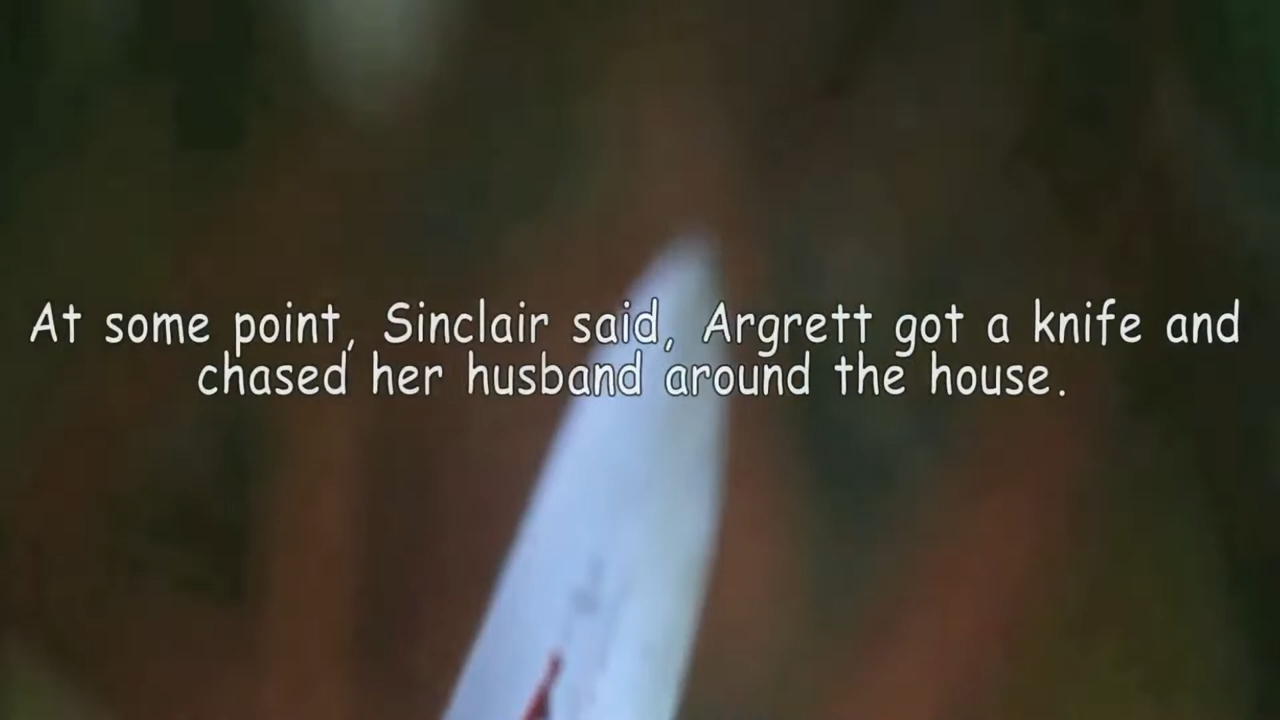 At some point, Sinclair said, Argrett got a knife and
chased her husband around the house.